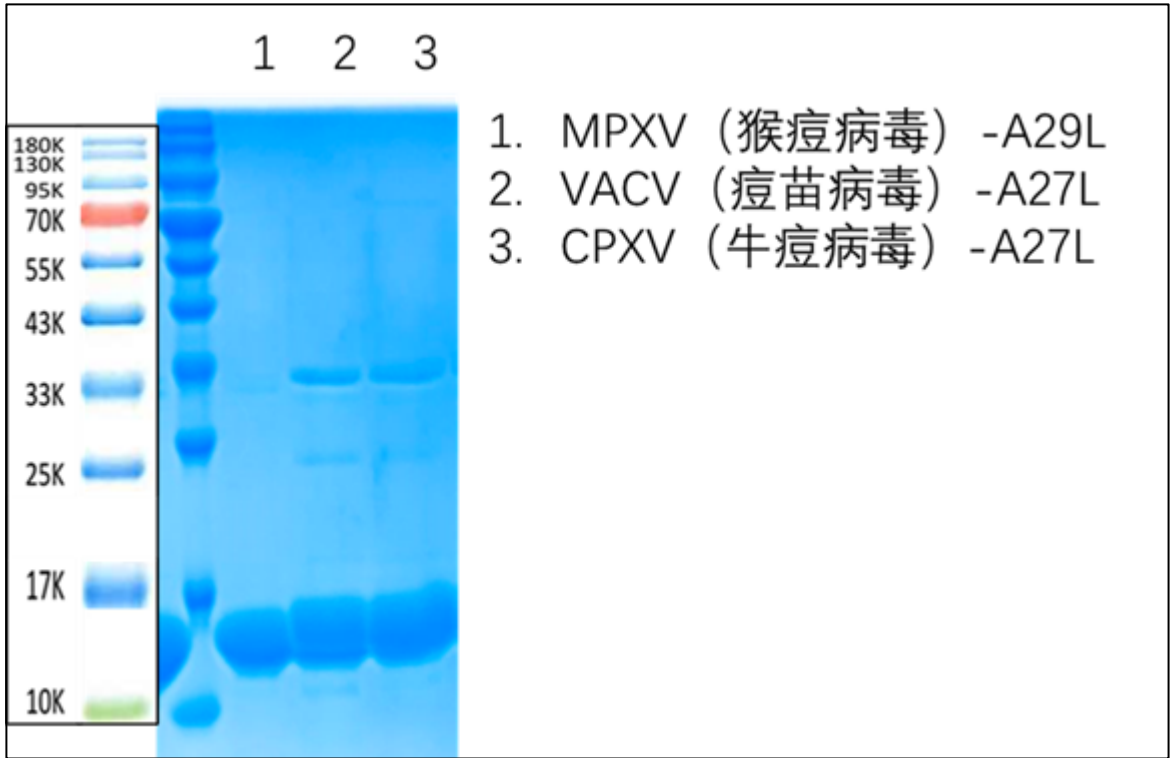 1 2 3
180K
130K
95K
70K
55K
43K
33K
25K
17K
10K
1. MPXV（猴痘病毒）-A29L
2. VACV（痘苗病毒）-A27L
3. CPXV（牛痘病毒）-A27L